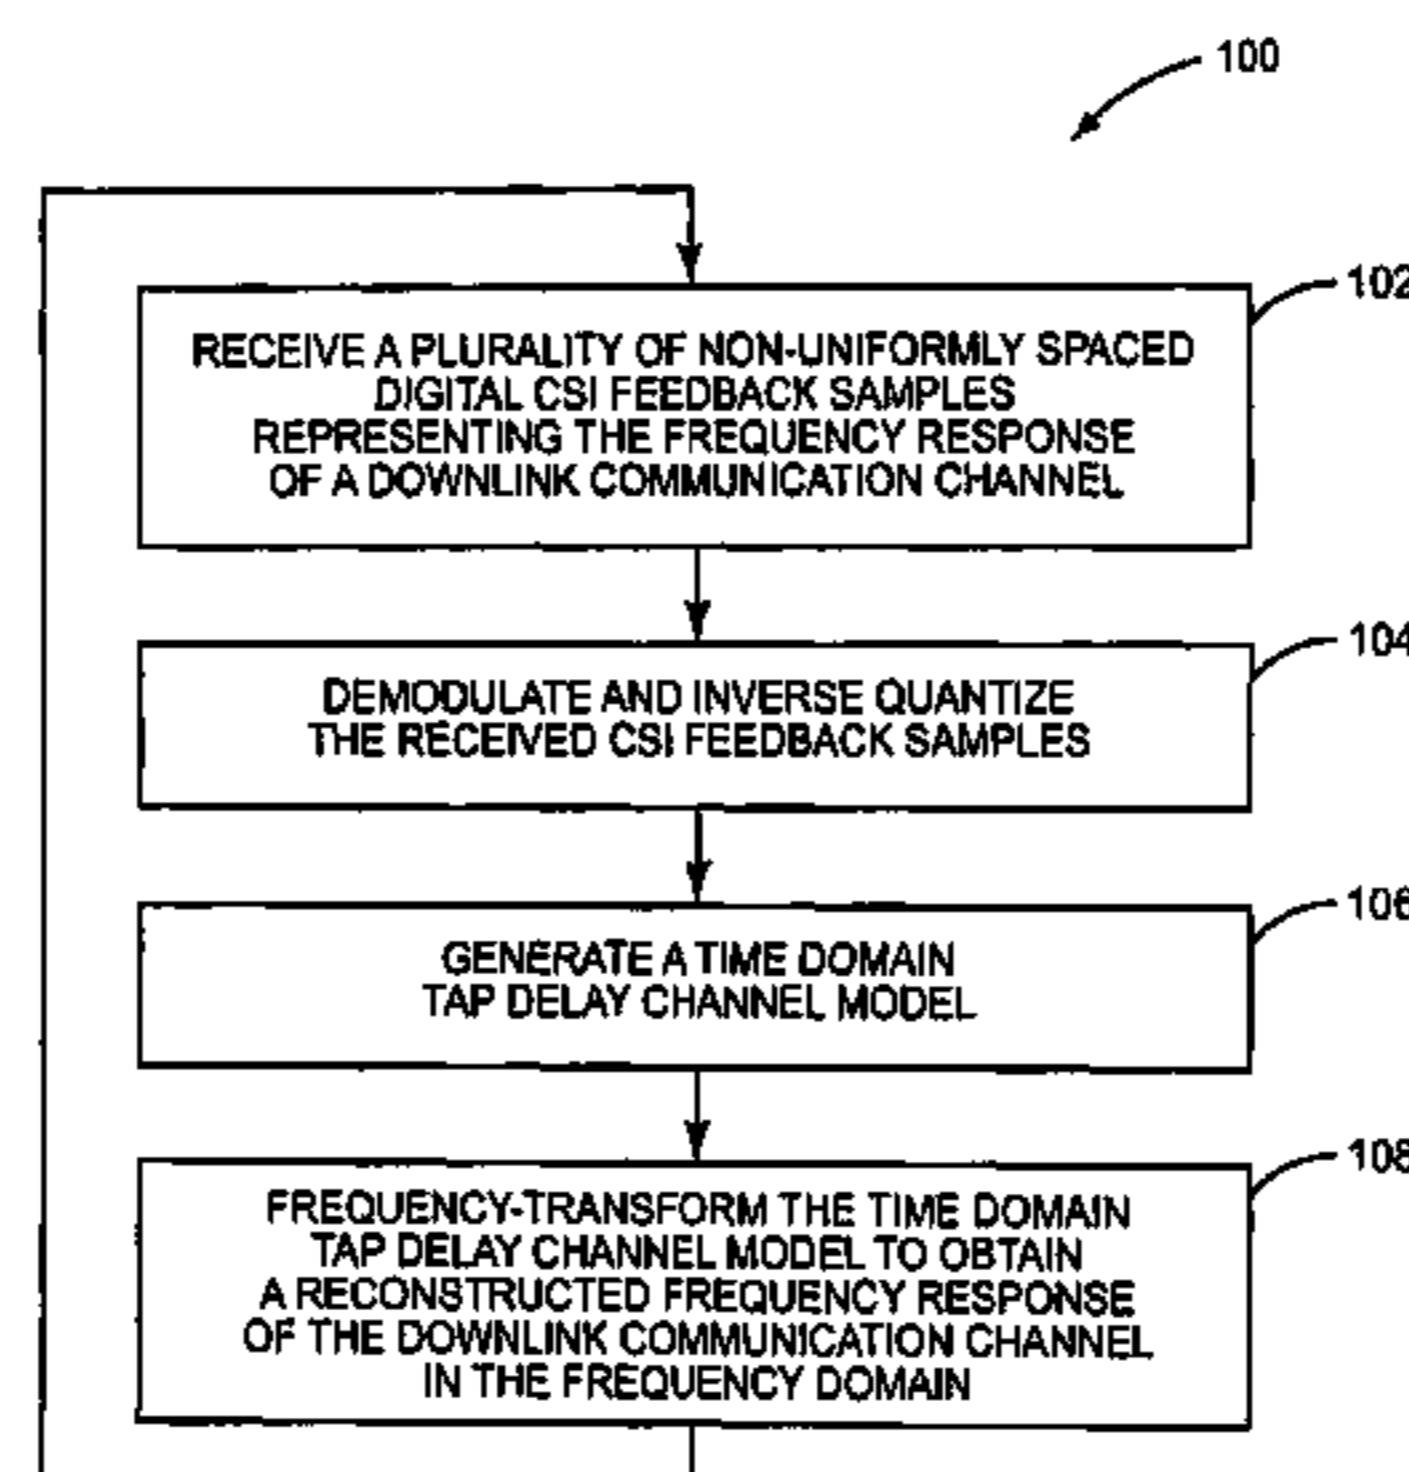 100
102
RECEIVE A PLURALITY OF NON-UNIFORMLY SPACED
DIGITAL CSI FEEDBACK SAMPLES
REPRESENTING THE FREQUENCY RESPONSE
OF A DOWNLINK COMMUNICATION CHANNEL
104
DEMODULATE AND INVERSE QUANTIZE
THE RECEIVED CSI FEEDBACK SAMPLES
106
GENERATE A TIME DOMAIN
TAP DELAY CHANNEL MODEL
108
FREQUENCY-TRANSFORM THE TIME DOMAIN
TAP DELAY CHANNEL MODEL TO OBTAIN
A RECONSTRUCTED FREQUENCY RESPONSE
OF THE DOWNLINK COMMUNICATION CHANNEL
IN THE FREQUENCY DOMAIN